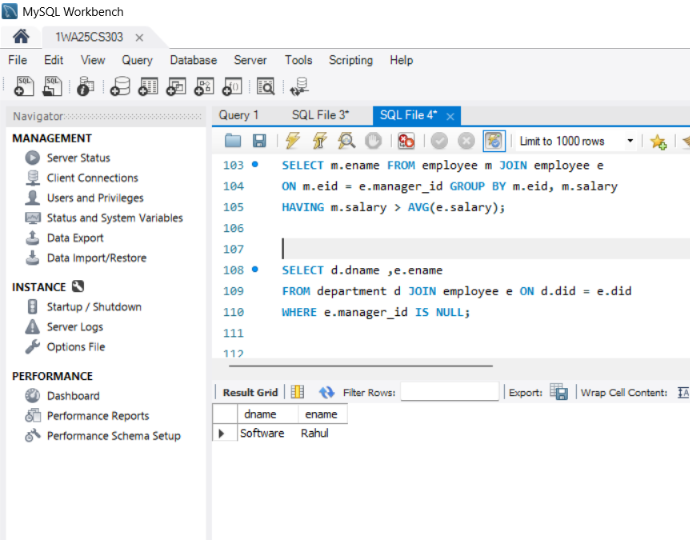 MySQL Workbench
1WA25CS303
File Edit View Query Database Server Tools Scripting Help
Navigator
MANAGEMENT
Server Status
Client Connections
Users and Privileges
Status and System Variables
Data Export
Data Import/Restore
INSTANCE
Startup / Shutdown
Server Logs
Options File
PERFORMANCE
Dashboard
Performance Reports
Performance Schema Setup
Query 1 SQL File 3* SQL File 4*
Limit to 1000 rows
103 SELECT m.ename FROM employee m JOIN employee e
104 ON m.eid = e.manager_id GROUP BY m.eid, m.salary
105 HAVING m.salary > AVG(e.salary);
106
107
108 SELECT d.dname ,e.ename
109 FROM department d JOIN employee e ON d.did = e.did
110 WHERE e.manager_id IS NULL;
111
112
Result Grid Filter Rows: Export: Wrap Cell Content:
dname ename
Software Rahul